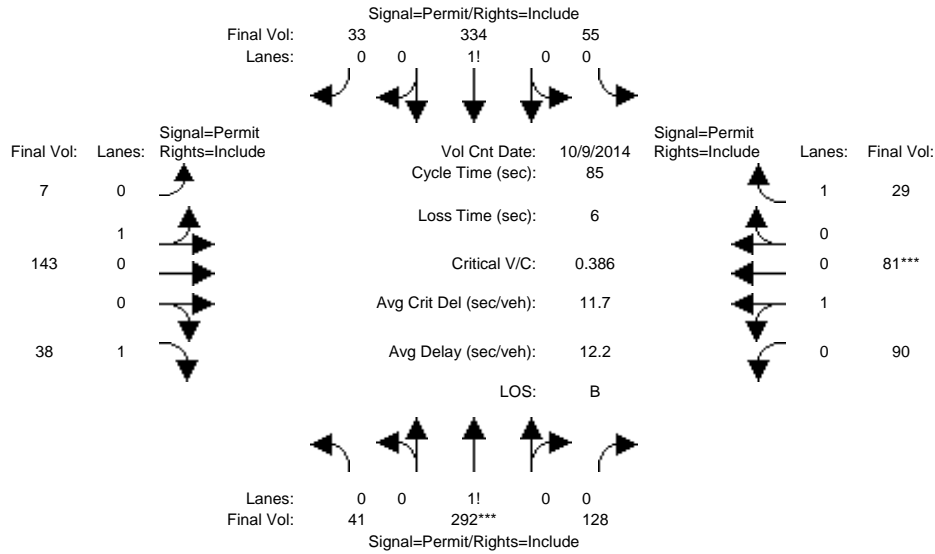 Signal=Permit/Rights=Include
Final Vol: 33 334 55
Lanes: 0 0 1! 0 0
Signal=Permit
Final Vol: Lanes: Rights=Include
Vol Cnt Date: 10/9/2014
Signal=Permit
Rights=Include Lanes: Final Vol:
Cycle Time (sec): 85
7 0
1 29
Loss Time (sec): 6
1
0
143 0
Critical V/C: 0.386
0 81***
0
Avg Crit Del (sec/veh): 11.7
1
38 1
Avg Delay (sec/veh): 12.2
0 90
LOS: B
Lanes: 0 0 1! 0 0
Final Vol: 41 292*** 128
Signal=Permit/Rights=Include